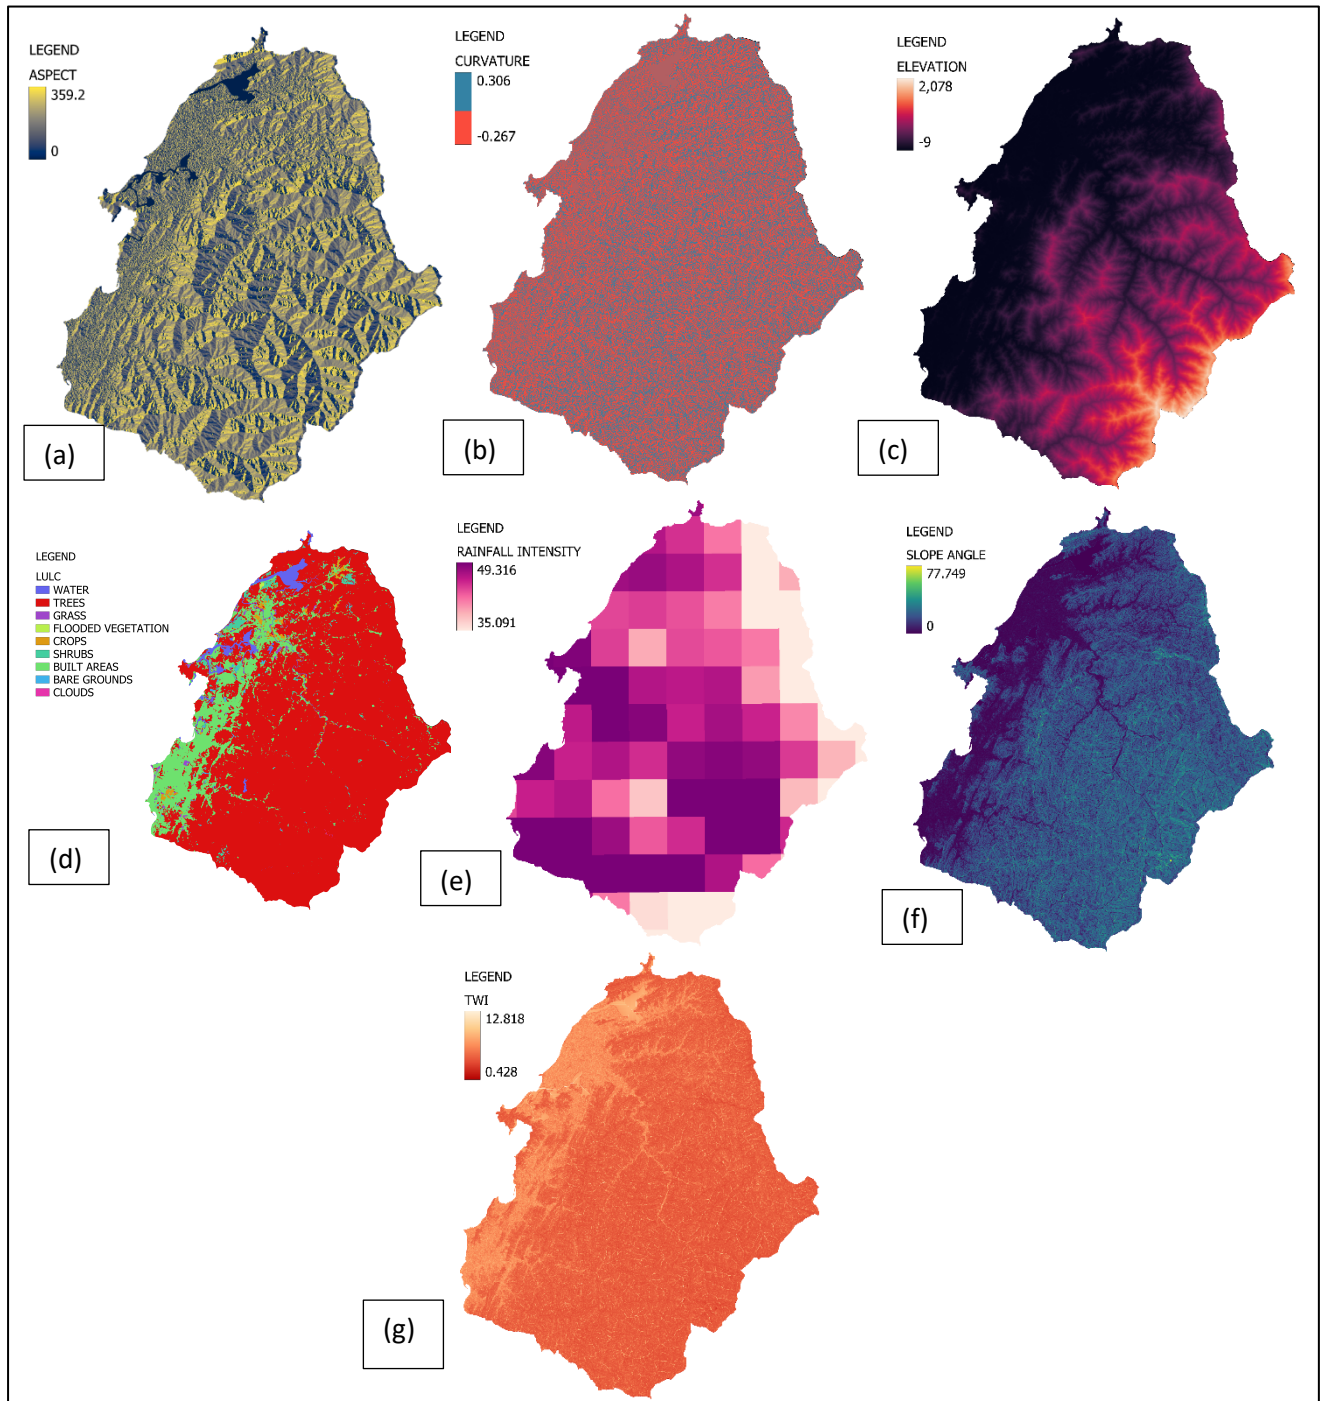 LEGEND
ASPECT
359.2
0
(a)
LEGEND
CURVATURE
0.306
-0.267
(b)
LEGEND
ELEVATION
2,078
-9
(c)
LEGEND
LULC
WATER
TREES
GRASS
FLOODED VEGETATION
CROPS
SHRUBS
BUILT AREAS
BARE GROUNDS
CLOUDS
(d)
LEGEND
RAINFALL INTENSITY
49.316
35.091
(e)
LEGEND
SLOPE ANGLE
77.749
0
(f)
LEGEND
TWI
12.818
0.428
(g)